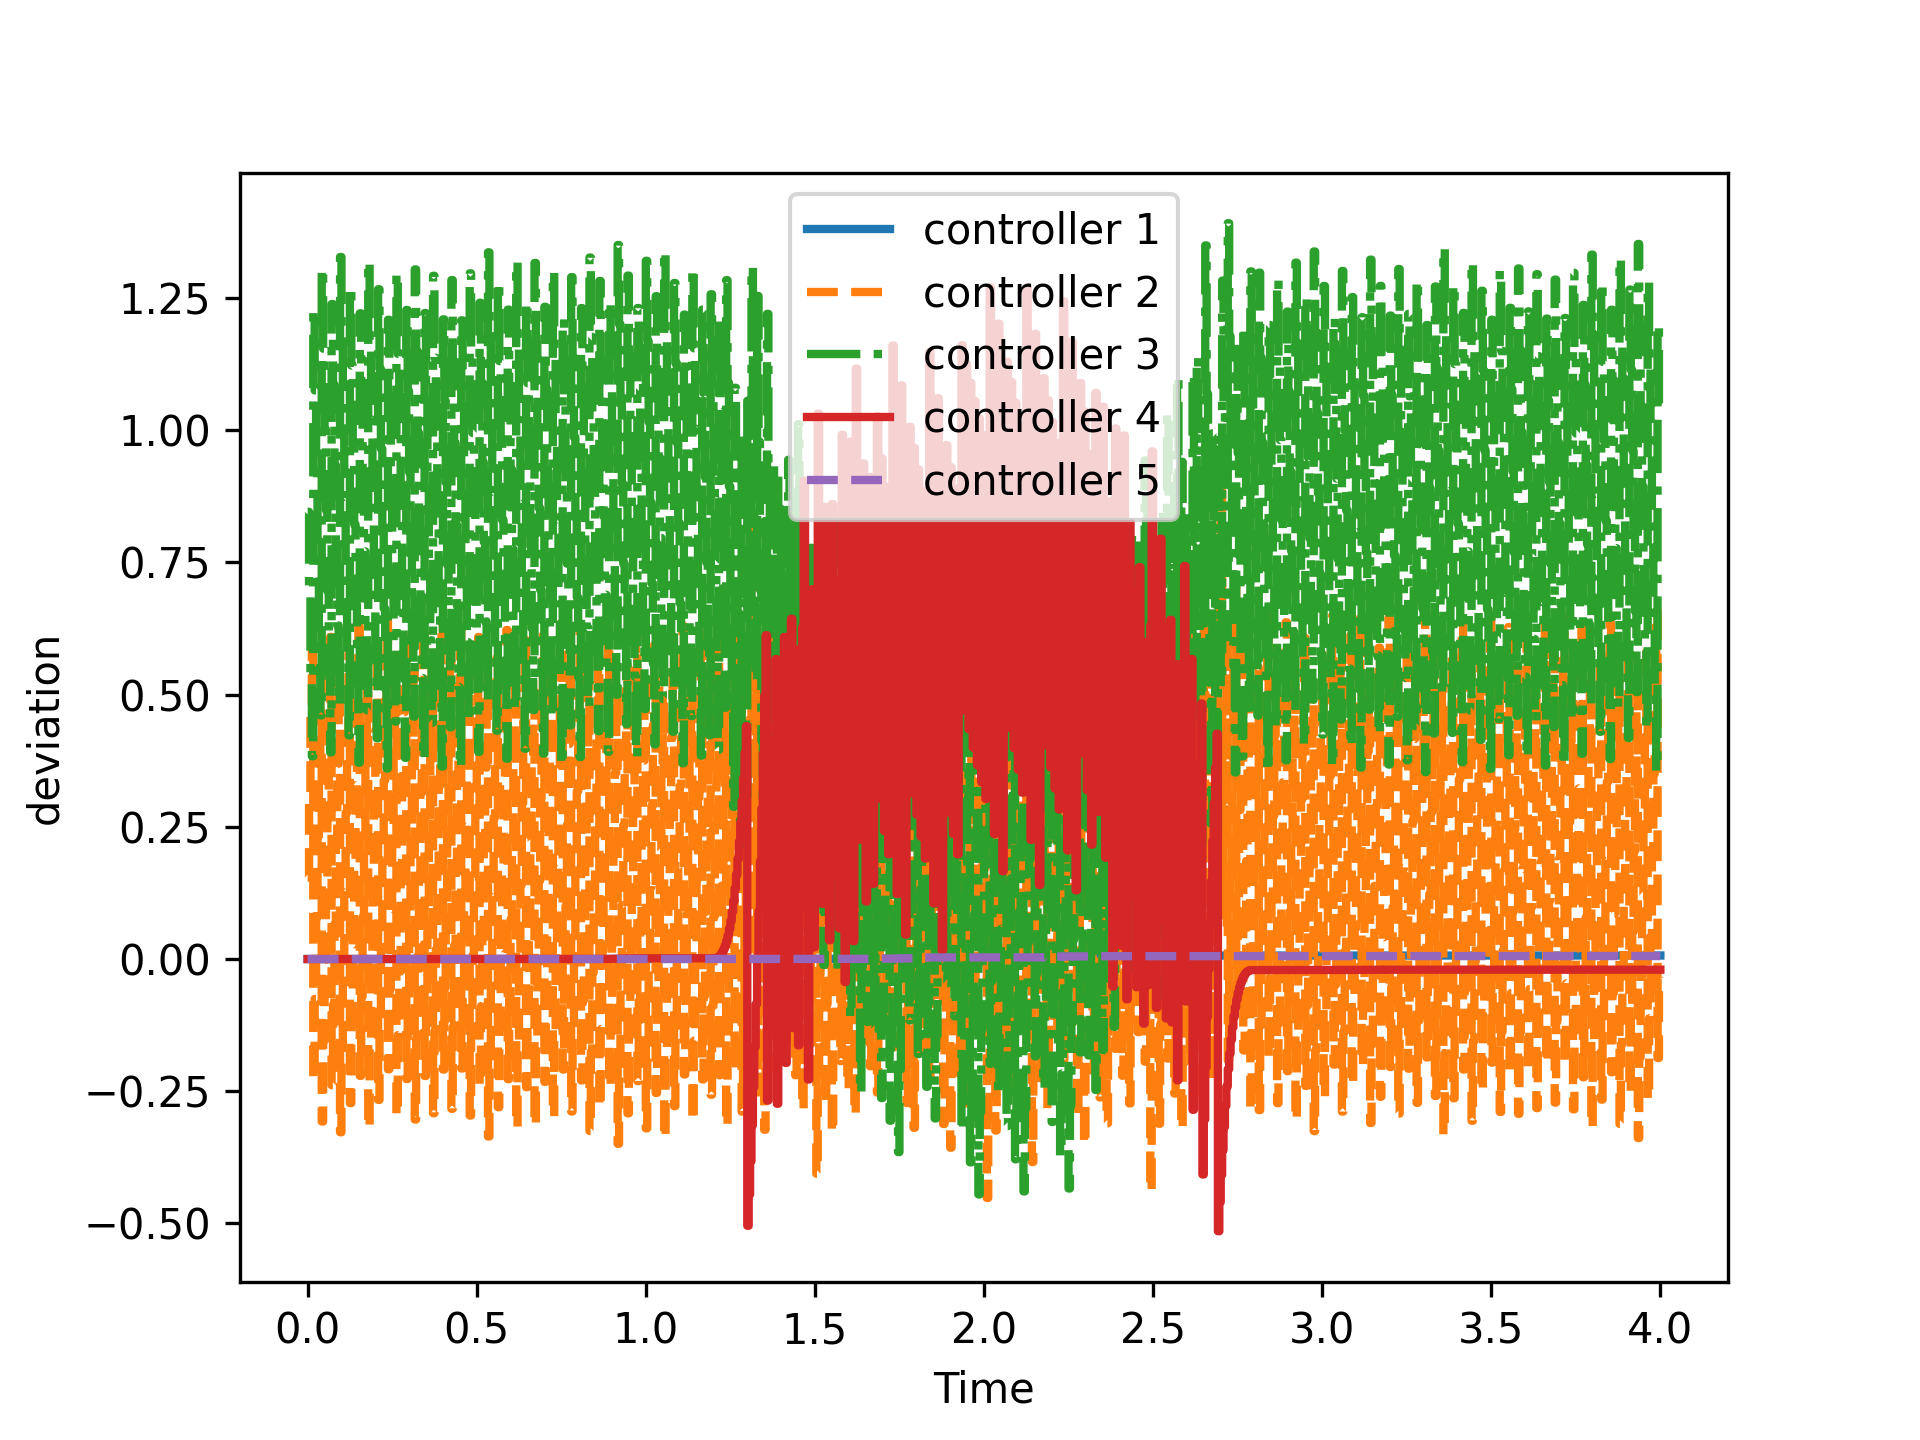 controller 1
controller 2
controller 3
controller 4
controller 5
1.25
1.00
0.75
0.50
0.25
0.00
−0.25
−0.50
deviation
0.0 0.5 1.0 1.5 2.0 2.5 3.0 3.5 4.0
Time